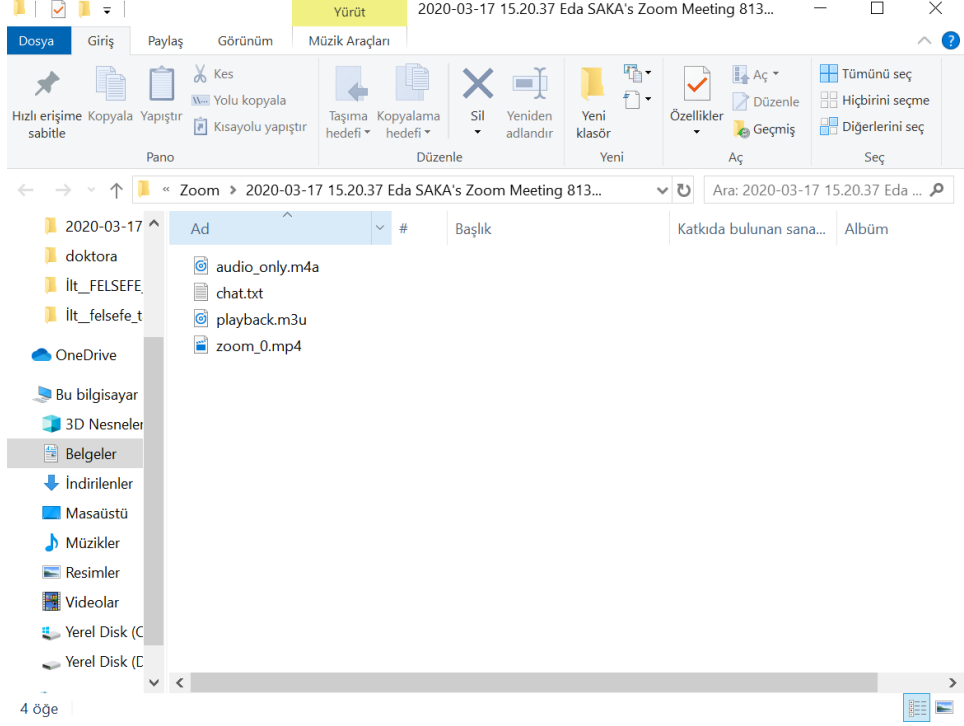 Yürüt
2020-03-17 15.20.37 Eda SAKA's Zoom Meeting 813...
Dosya
Giriş
Paylaş
Görünüm
Müzik Araçları
?
Hızlı erişime sabitle
Kopyala
Yapıştır
Kes
Yolu kopyala
Kısayolu yapıştır
Pano
Taşıma hedefi
Kopyalama hedefi
Sil
Yeniden adlandır
Düzenle
Yeni klasör
Yeni
Özellikler
Aç
Düzenle
Geçmiş
Aç
Tümünü seç
Hiçbirini seçme
Diğerlerini seç
Seç
« Zoom > 2020-03-17 15.20.37 Eda SAKA's Zoom Meeting 813...
Ara: 2020-03-17 15.20.37 Eda ...
2020-03-17
doktora
İlt__FELSEFE_
İlt__felsefe_t
OneDrive
Bu bilgisayar
3D Nesneler
Belgeler
İndirilenler
Masaüstü
Müzikler
Resimler
Videolar
Yerel Disk (C
Yerel Disk (D
Ad
#
Başlık
Katkıda bulunan sana...
Albüm
audio_only.m4a
chat.txt
playback.m3u
zoom_0.mp4
4 öğe